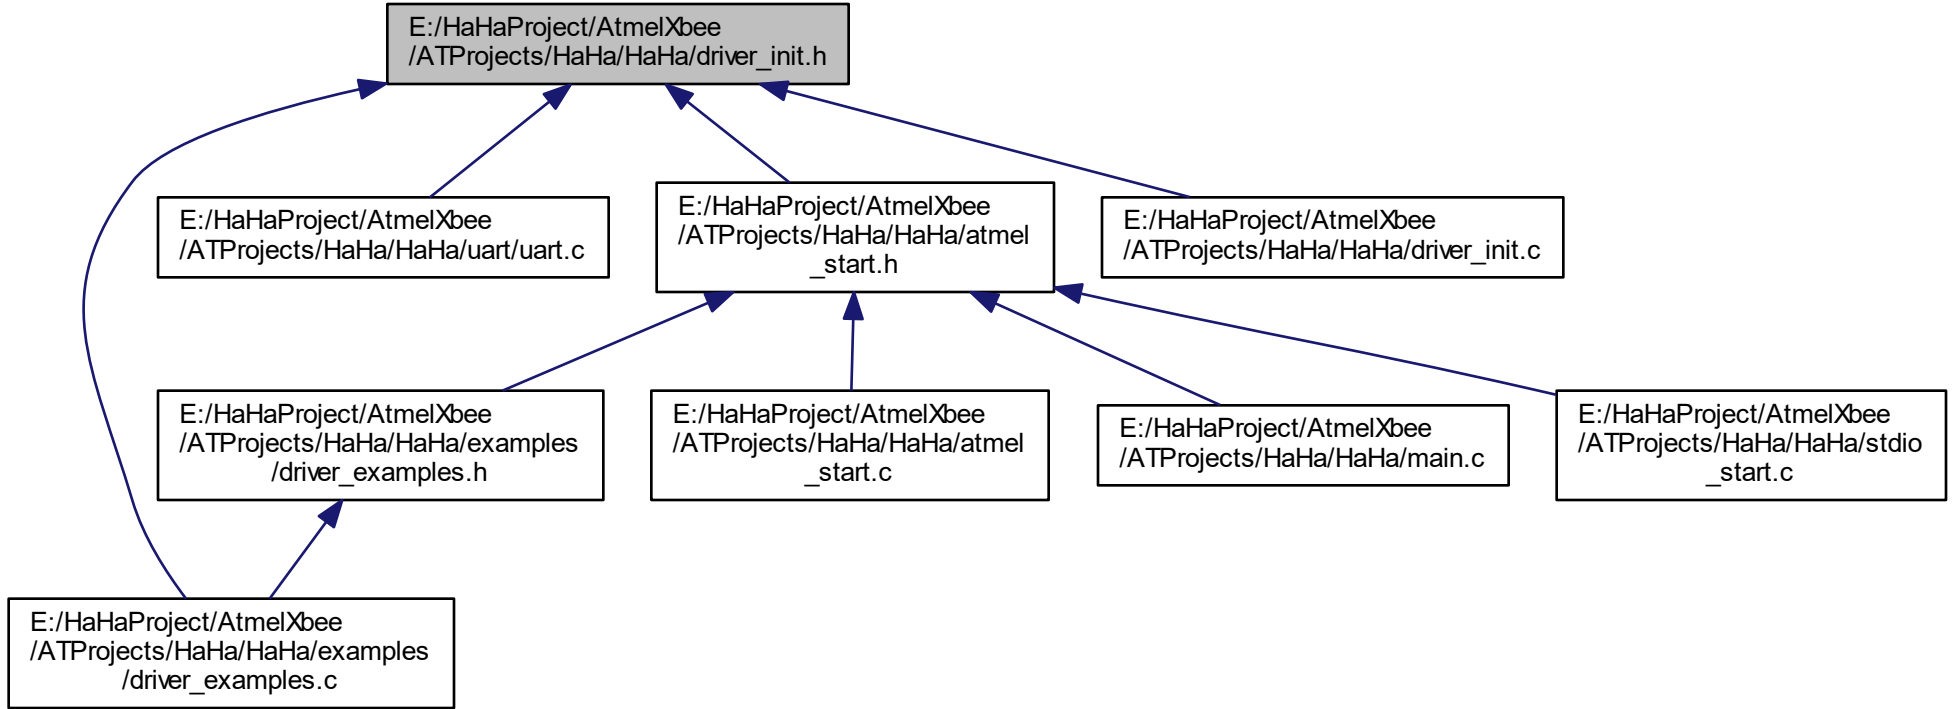 E:/HaHaProject/AtmelXbee
/ATProjects/HaHa/HaHa/driver_init.h
E:/HaHaProject/AtmelXbee
/ATProjects/HaHa/HaHa/uart/uart.c
E:/HaHaProject/AtmelXbee
/ATProjects/HaHa/HaHa/atmel
_start.h
E:/HaHaProject/AtmelXbee
/ATProjects/HaHa/HaHa/driver_init.c
E:/HaHaProject/AtmelXbee
/ATProjects/HaHa/HaHa/examples
/driver_examples.h
E:/HaHaProject/AtmelXbee
/ATProjects/HaHa/HaHa/atmel
_start.c
E:/HaHaProject/AtmelXbee
/ATProjects/HaHa/HaHa/main.c
E:/HaHaProject/AtmelXbee
/ATProjects/HaHa/HaHa/stdio
_start.c
E:/HaHaProject/AtmelXbee
/ATProjects/HaHa/HaHa/examples
/driver_examples.c